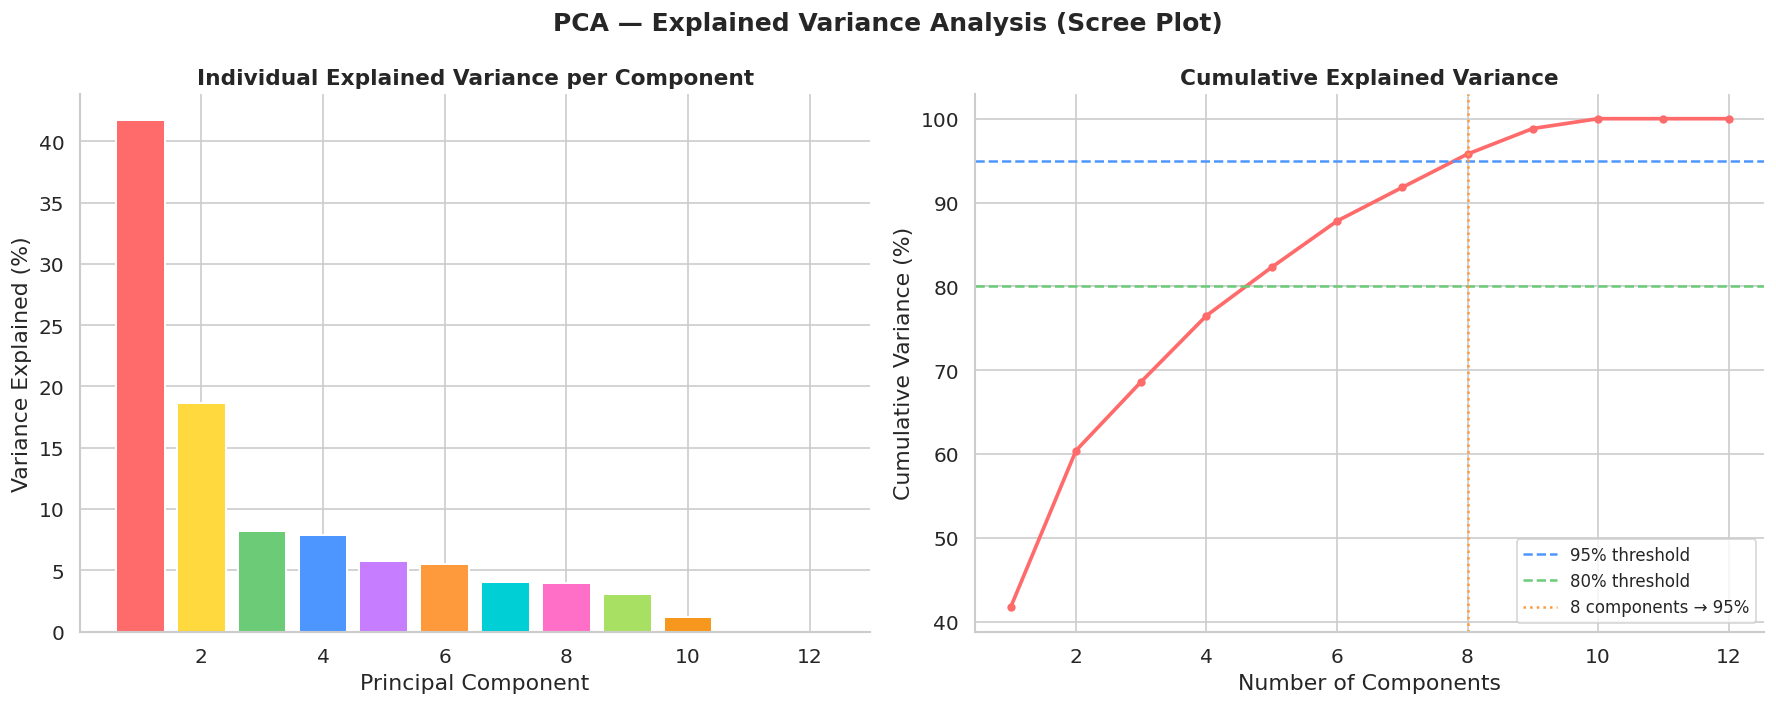 PCA — Explained Variance Analysis (Scree Plot)
Individual Explained Variance per Component
Variance Explained (%)
40
35
30
25
20
15
10
5
0
2
4
6
8
10
12
Principal Component
Cumulative Explained Variance
Cumulative Variance (%)
100
90
80
70
60
50
40
95% threshold
80% threshold
8 components → 95%
2
4
6
8
10
12
Number of Components